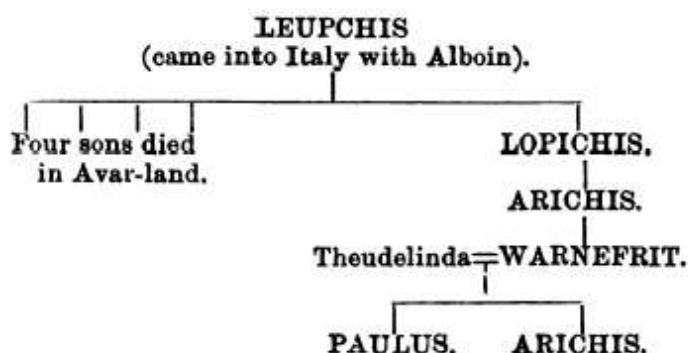 LEUPCHIS
(came into Italy with Alboin).
Four sons died
in Avar-land.
LOPICHIS.
ARICHIS.
Theudelinda=WARNEFRIT.
PAULUS. ARICHIS.